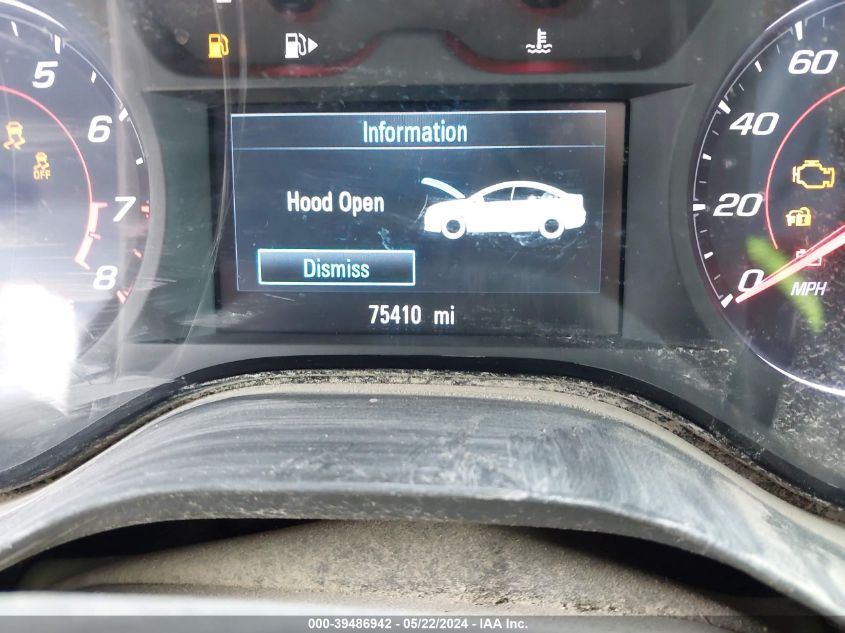 5
6
7
8
OFF
Information
Hood Open
Dismiss
75410 mi
60
40
20
0
MPH
000-39486942 - 05/22/2024 - IAA Inc.